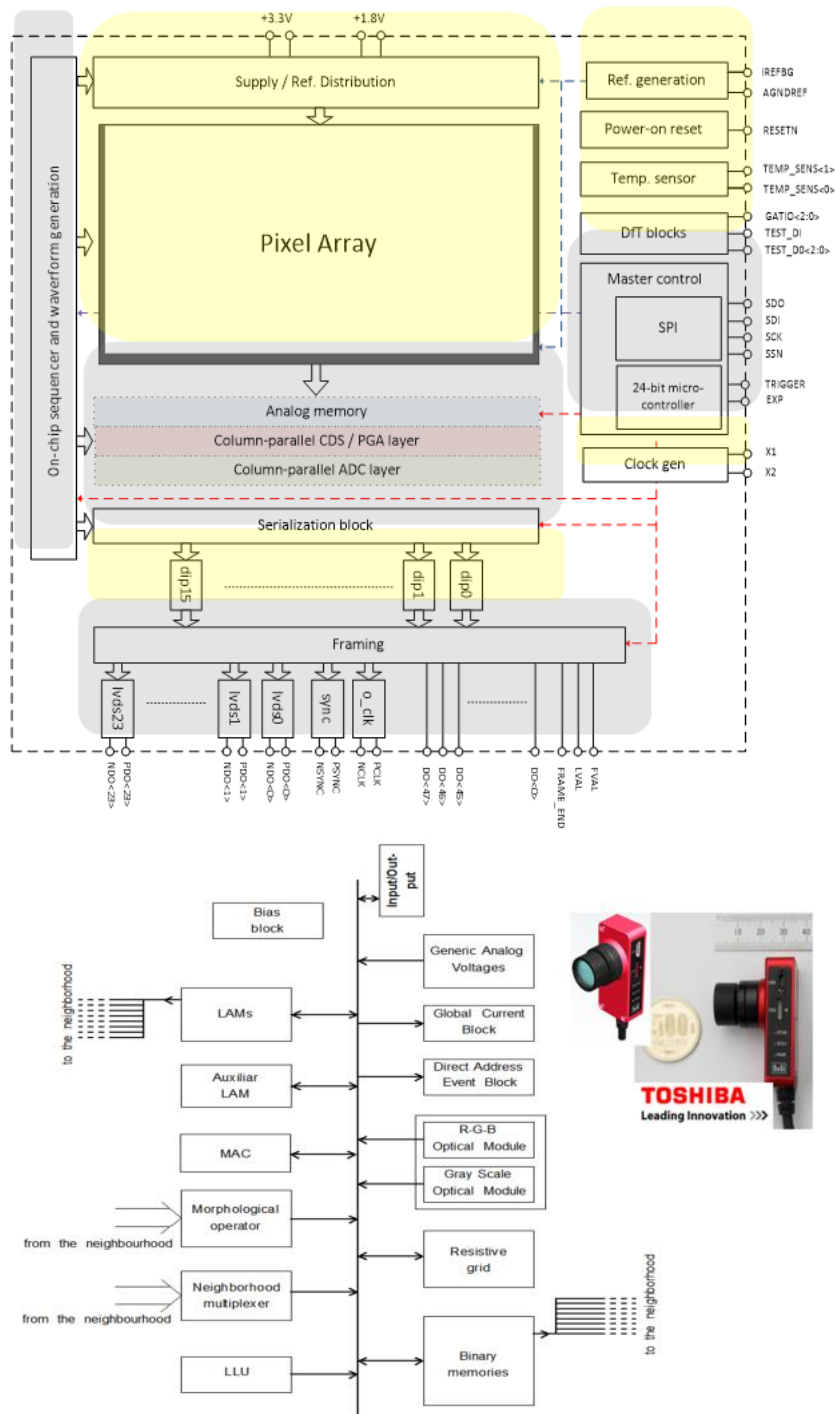 +3.3V
+1.8V
Supply / Ref. Distribution
Ref. generation
IREFBG
AGNDREF
Power-on reset
RESETN
Temp. sensor
TEMP_SENS<1>
TEMP_SENS<0>
DfT blocks
GATIO<2:0>
TEST_DI
TEST_D0<2:0>
On-chip sequencer and waveform generation
Pixel Array
Master control
SPI
SDO
SDI
SCK
SSN
24-bit micro-
controller
TRIGGER
EXP
Analog memory
Column-parallel CDS / PGA layer
Column-parallel ADC layer
Clock gen
X1
X2
Serialization block
dip15
dip1
dip0
Framing
lvds23
lvds1
lvds0
sync
o_clk
NDO<23>
PDO<23>
NDO<1>
PDO<1>
NDO<0>
PDO<0>
NSYNC
PSYNC
NCLK
PCLK
DO<47>
DO<46>
DO<45>
DO<0>
FRAME_END
LVAL
FVAL
Input/Out-
put
Bias
block
Generic Analog
Voltages
to the neighborhood
LAMs
Global Current
Block
Auxiliar
LAM
Direct Address
Event Block
MAC
R-G-B
Optical Module
Gray Scale
Optical Module
Morphological
operator
from the neighbourhood
Resistive
grid
Neighborhood
multiplexer
from the neighbourhood
LLU
Binary
memories
to the neighborhood
10 20 30 40
500
TOSHIBA
Leading Innovation >>>